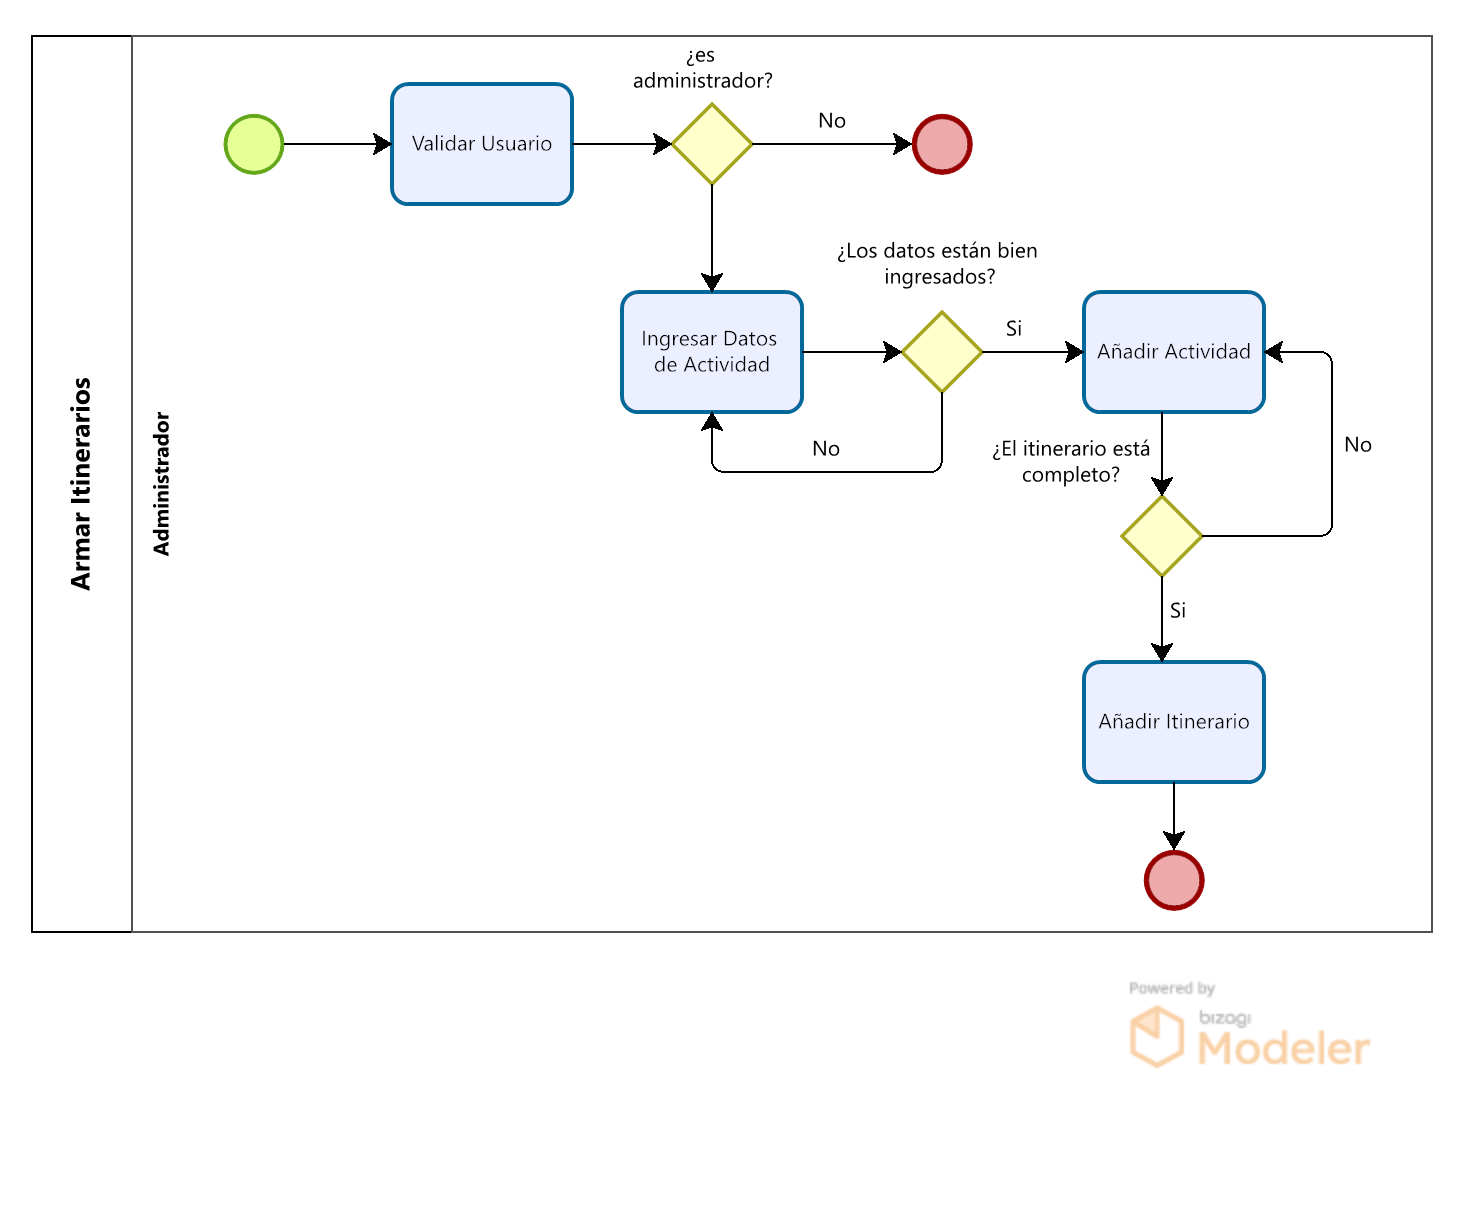 Armar Itinerarios
Administrador
¿es
administrador?
Validar Usuario
No
¿Los datos están bien
ingresados?
Ingresar Datos
de Actividad
Si
Añadir Actividad
No
¿El itinerario está
completo?
No
Si
Añadir Itinerario
Powered by
bizagi
Modeler